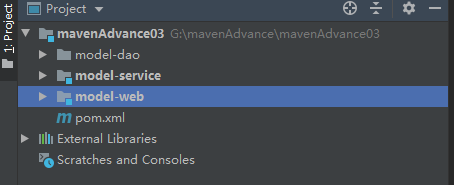 Project
1: Project
mavenAdvance03 G:\mavenAdvance\mavenAdvance03
model-dao
model-service
model-web
pom.xml
External Libraries
Scratches and Consoles